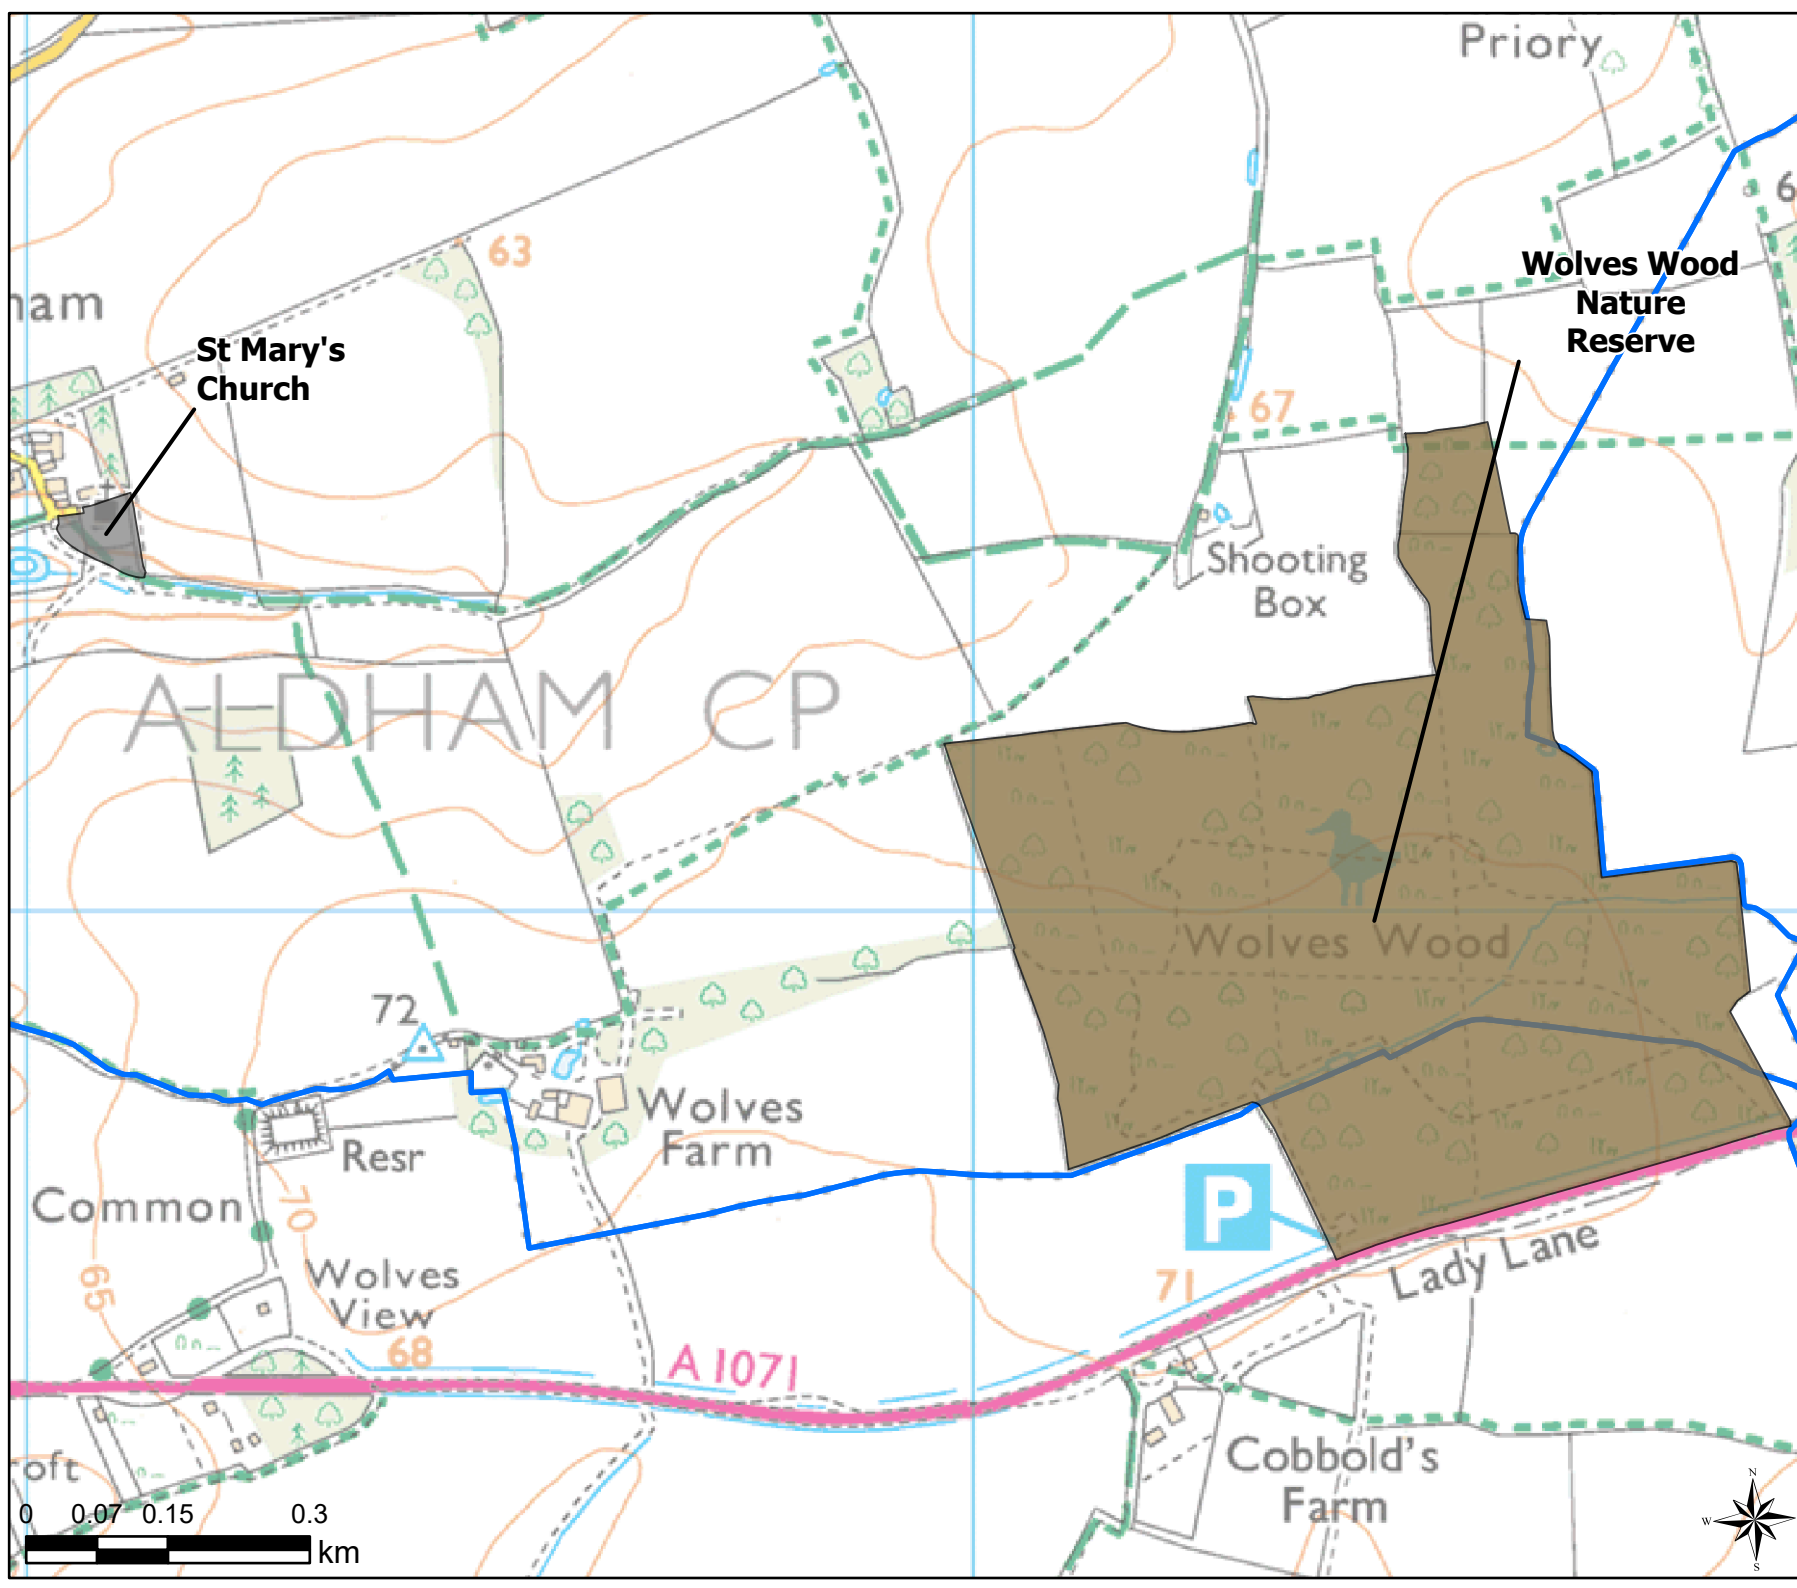 Priory
6
Wolves Wood
Nature
Reserve
63
ham
St Mary's
Church
67
Shooting
Box
ALDHAM CP
Wolves Wood
72
Wolves
Farm
Resr
Common
70
P
Wolves
View
65
71
Lady Lane
68
A 1071
Cobbold's
Farm
oft
0 0.07 0.15 0.3
km
N
W
S